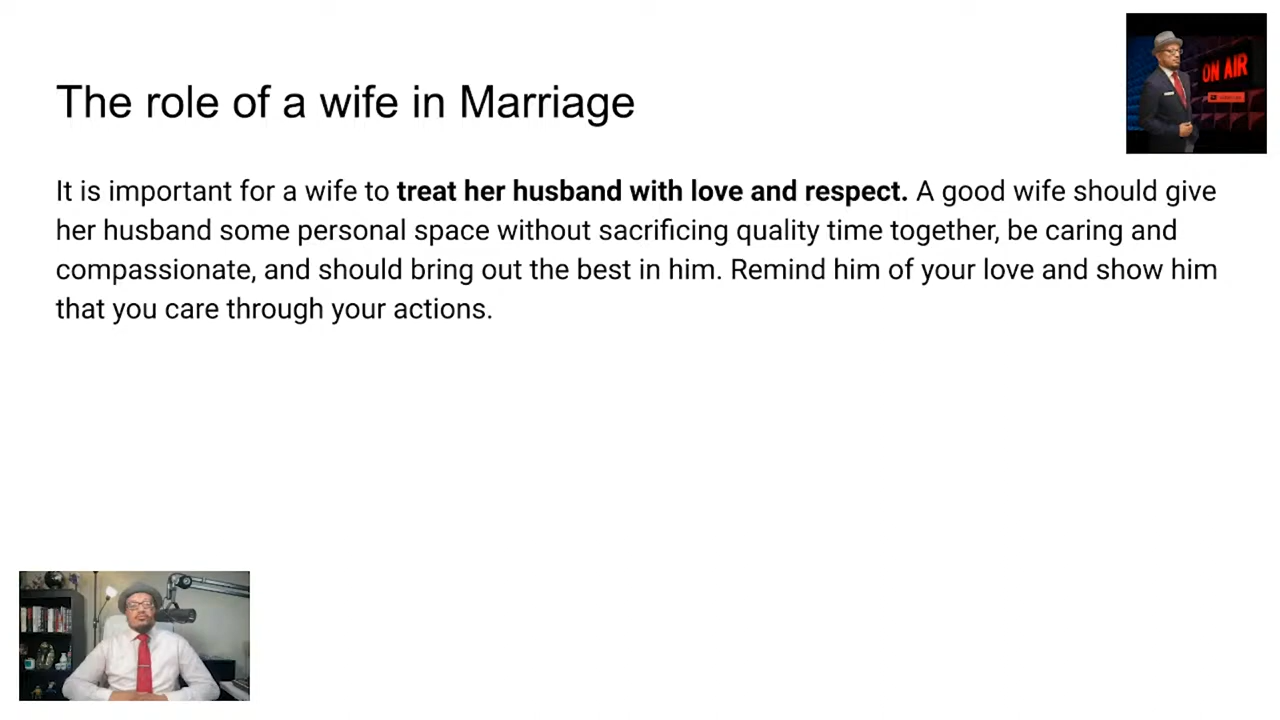 The role of a wife in Marriage
ON AIR
It is important for a wife to treat her husband with love and respect. A good wife should give
her husband some personal space without sacrificing quality time together, be caring and
compassionate, and should bring out the best in him. Remind him of your love and show him
that you care through your actions.